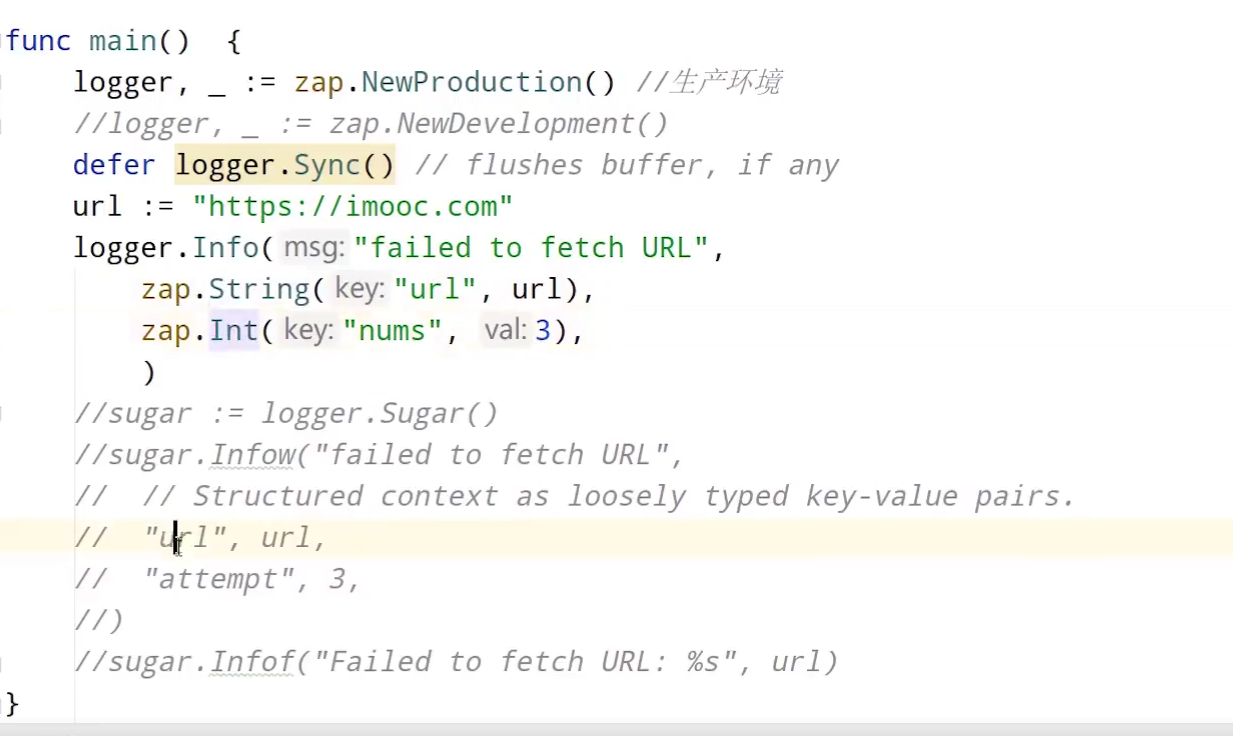 func main()  {
logger, _ := zap.NewProduction() //生产环境
//logger, _ := zap.NewDevelopment()
defer logger.Sync() // flushes buffer, if any
url := "https://imooc.com"
logger.Info( msg: "failed to fetch URL",
zap.String( key: "url", url),
zap.Int( key: "nums",  val: 3),
)
//sugar := logger.Sugar()
//sugar.Infow("failed to fetch URL",
//  // Structured context as loosely typed key-value pairs.
//  "url", url,
//  "attempt", 3,
//)
//sugar.Infof("Failed to fetch URL: %s", url)
}